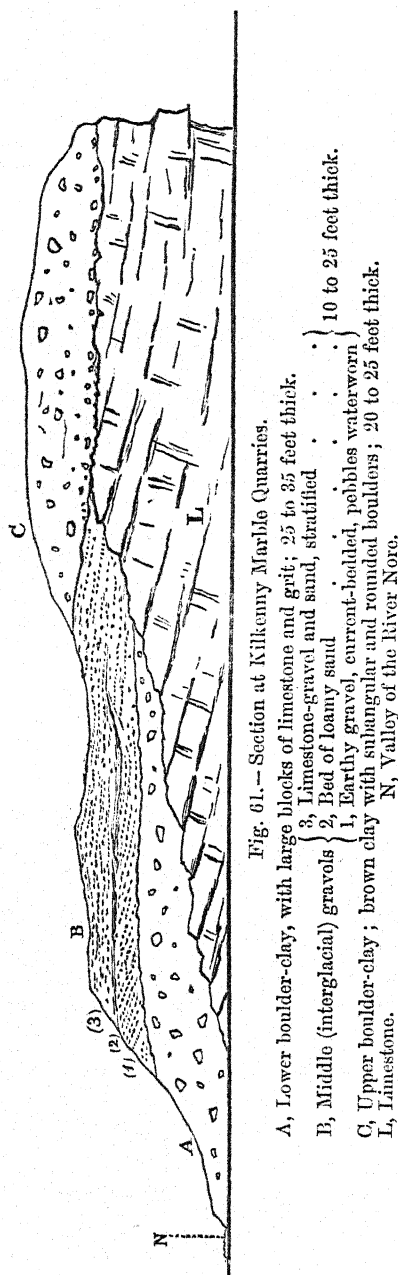 C
B
(3)
(2)
(1)
A
L
N
Fig. 61.—Section at Kilkenny Marble Quarries.
A, Lower boulder-clay, with large blocks of limestone and grit; 25 to 35 feet thick.
B, Middle (interglacial) gravels { 3, Limestone-gravel and sand, stratified . . . } 10 to 25 feet thick.
2, Bed of loamy sand . . . . . .
1, Earthy gravel, current-bedded, pebbles waterworn
C, Upper boulder-clay; brown clay with subangular and rounded boulders; 20 to 25 feet thick.
L, Limestone. N, Valley of the River Nore.